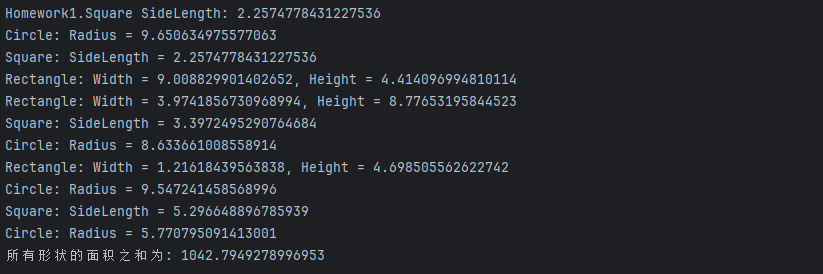 Homework1.Square SideLength: 2.2574778431227536
Circle: Radius = 9.650634975577063
Square: SideLength = 2.2574778431227536
Rectangle: Width = 9.008829901402652, Height = 4.414096994810114
Rectangle: Width = 3.9741856730968994, Height = 8.77653195844523
Square: SideLength = 3.3972495290764684
Circle: Radius = 8.633661008558914
Rectangle: Width = 1.21618439563838, Height = 4.698505562622742
Circle: Radius = 9.547241458568996
Square: SideLength = 5.296648896785939
Circle: Radius = 5.770795091413001
所有形状的面积之和为: 1042.7949278996953